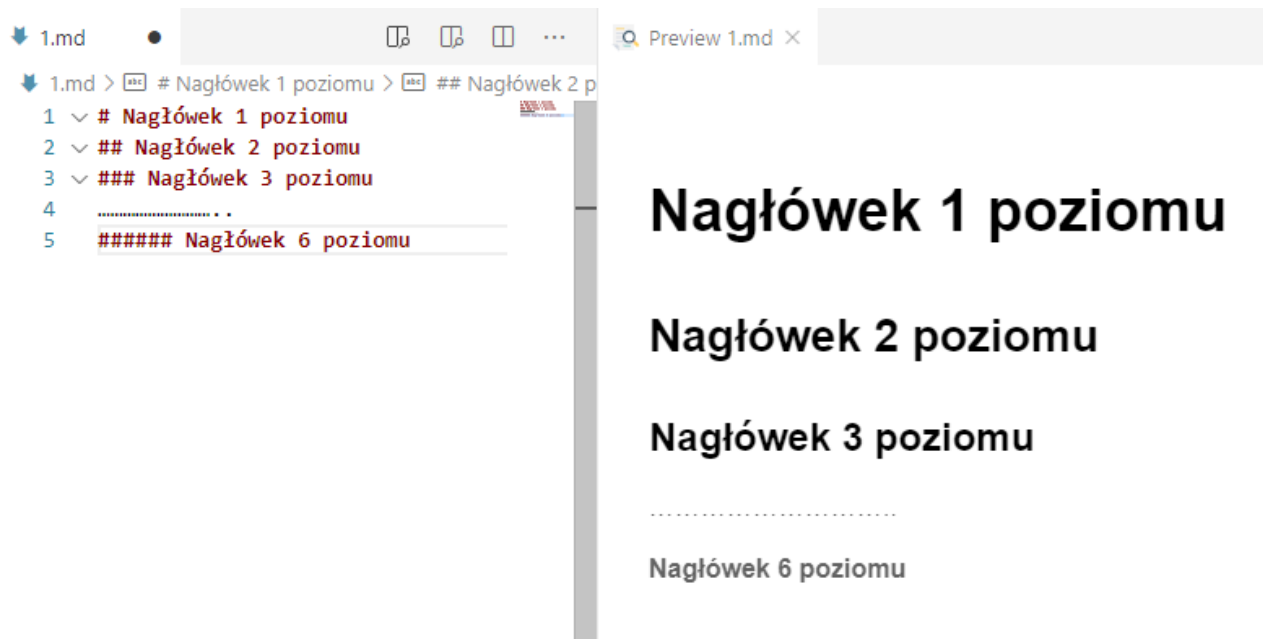 1.md
1.md > # Nagłówek 1 poziomu > ## Nagłówek 2 p
1 # Nagłówek 1 poziomu
2 ## Nagłówek 2 poziomu
3 ### Nagłówek 3 poziomu
4 ………………………..
5 ###### Nagłówek 6 poziomu
Preview 1.md
Nagłówek 1 poziomu
Nagłówek 2 poziomu
Nagłówek 3 poziomu
………………………..
Nagłówek 6 poziomu